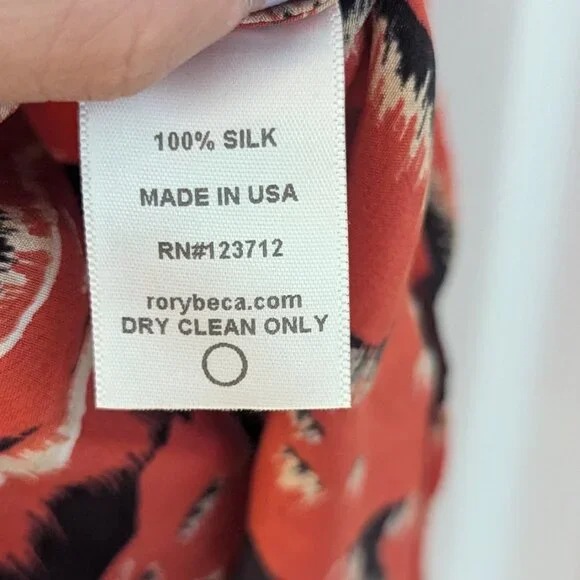 100% SILK
MADE IN USA
RN#123712
rorybeca.com
DRY CLEAN ONLY